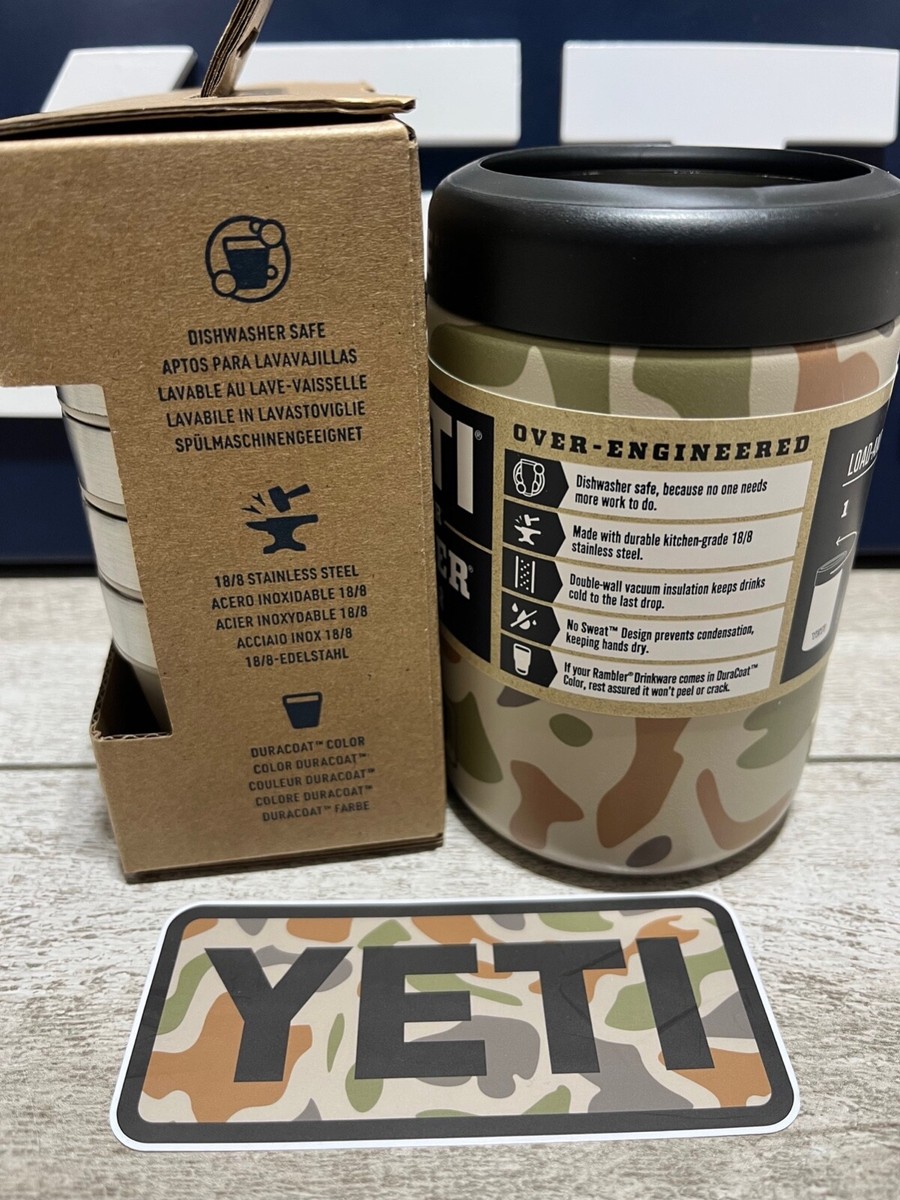 DISHWASHER SAFE
APTOS PARA LAVAVAJILLAS
LAVABLE AU LAVE-VAISSELLE
LAVABILE IN LAVASTOVIGLIE
SPÜLMASCHINENGEEIGNET
18/8 STAINLESS STEEL
ACERO INOXIDABLE 18/8
ACIER INOXYDABLE 18/8
ACCIAIO INOX 18/8
18/8-EDELSTAHL
DURACOAT™ COLOR
COLOR DURACOAT™
COULEUR DURACOAT™
COLORE DURACOAT™
DURACOAT™ FARBE
TI®
ER®
OVER-ENGINEERED
Dishwasher safe, because no one needs
more work to do.
Made with durable kitchen-grade 18/8
stainless steel.
Double-wall vacuum insulation keeps drinks
cold to the last drop.
No Sweat™ Design prevents condensation,
keeping hands dry.
If your Rambler® Drinkware comes in DuraCoat™
Color, rest assured it won't peel or crack.
1
YETI